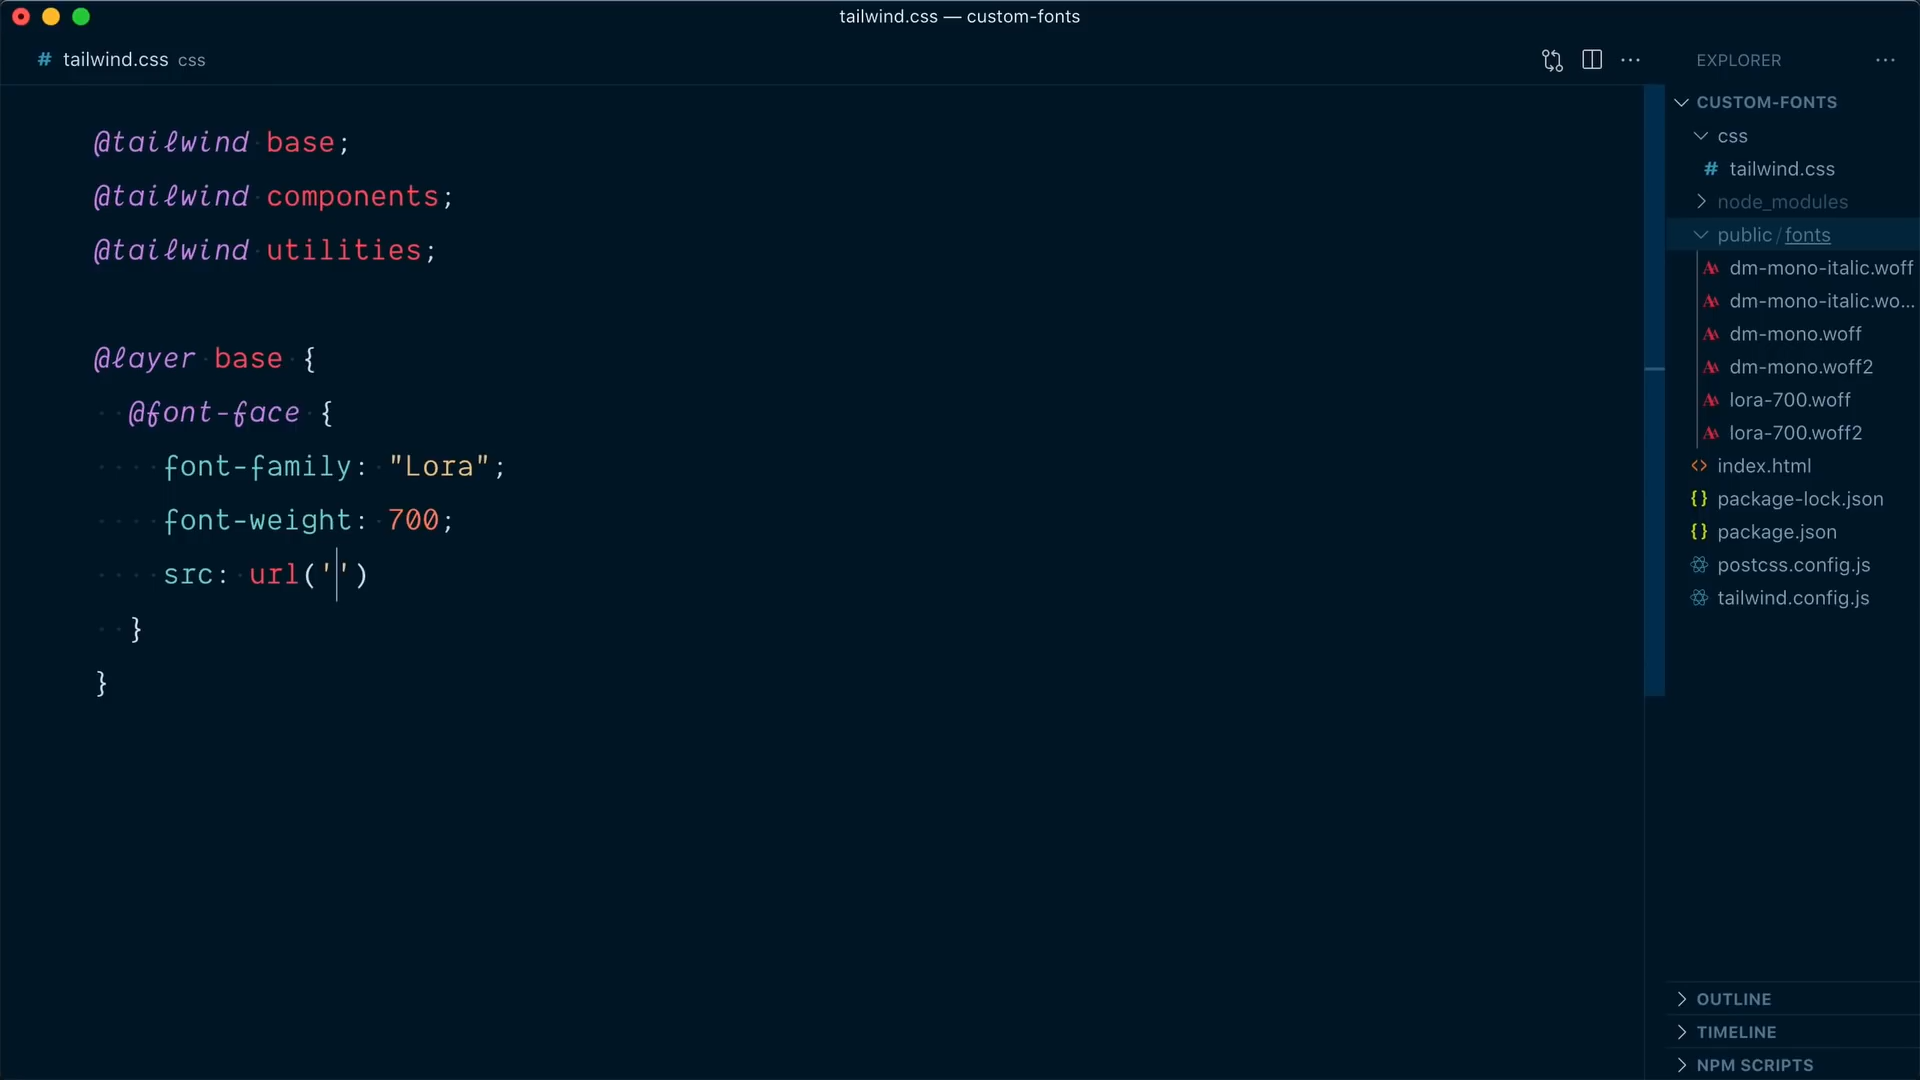 tailwind.css — custom-fonts
# tailwind.css css
EXPLORER
@tailwind base;
@tailwind components;
@tailwind utilities;
@layer base {
@font-face {
font-family: "Lora";
font-weight: 700;
src: url('')
}
}
CUSTOM-FONTS
css
# tailwind.css
node_modules
public / fonts
dm-mono-italic.woff
dm-mono-italic.wo...
dm-mono.woff
dm-mono.woff2
lora-700.woff
lora-700.woff2
<> index.html
{} package-lock.json
{} package.json
postcss.config.js
tailwind.config.js
OUTLINE
TIMELINE
NPM SCRIPTS